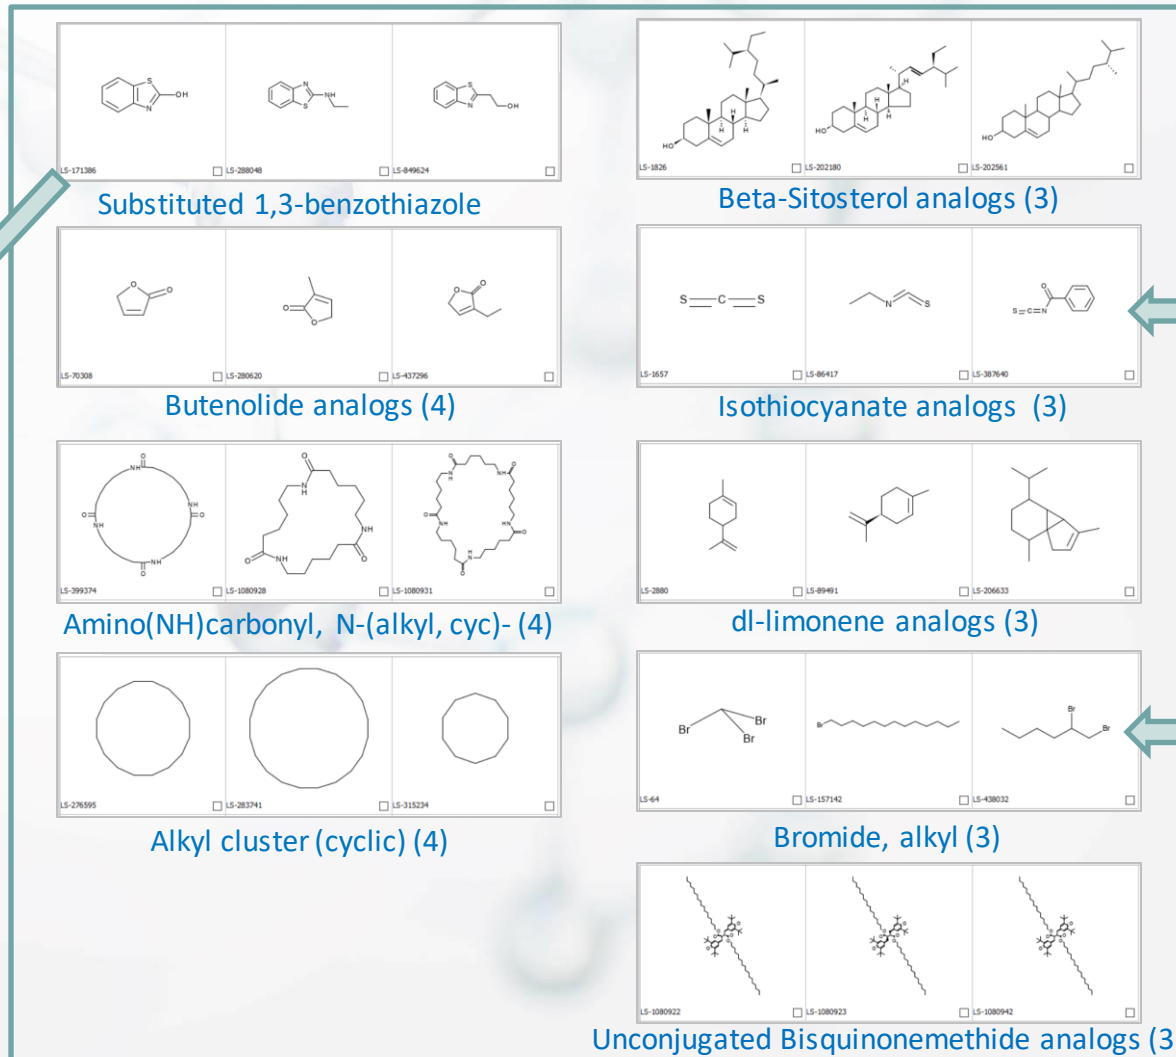 LS-171386 LS-288048 LS-849624
Substituted 1,3-benzothiazole
LS-70308 LS-280620 LS-437296
Butenolide analogs (4)
LS-399374 LS-1080928 LS-1080931
Amino(NH)carbonyl, N-(alkyl, cyc)- (4)
LS-276595 LS-283741 LS-315234
Alkyl cluster (cyclic) (4)
LS-1826 LS-202180 LS-202561
Beta-Sitosterol analogs (3)
LS-1657 LS-86417 LS-387640
Isothiocyanate analogs (3)
LS-2880 LS-89491 LS-206633
dl-limonene analogs (3)
LS-64 LS-157142 LS-438032
Bromide, alkyl (3)
LS-1080922 LS-1080923 LS-1080942
Unconjugated Bisquinonemethide analogs (3